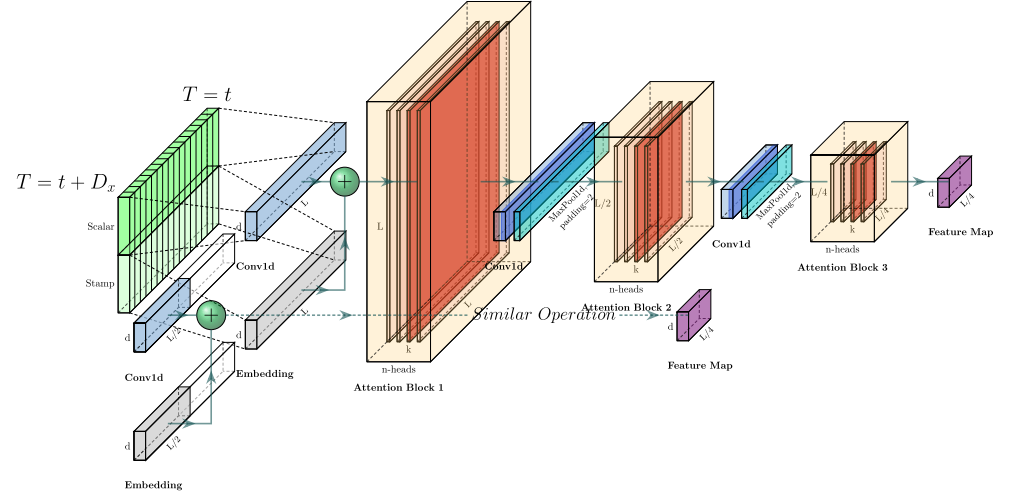 T = t
T = t + D_x
Scalar
Stamp
d
L
Conv1d
+
d
L/2
Conv1d
+
d
L
Embedding
d
L/2
Embedding
L
L
k
n-heads
Attention Block 1
Conv1d
MaxPool1d,
padding=2
L/2
L/2
k
n-heads
Attention Block 2
Conv1d
MaxPool1d,
padding=2
L/4
L/4
k
n-heads
Attention Block 3
d
L/4
Feature Map
Similar Operation
d
L/4
Feature Map